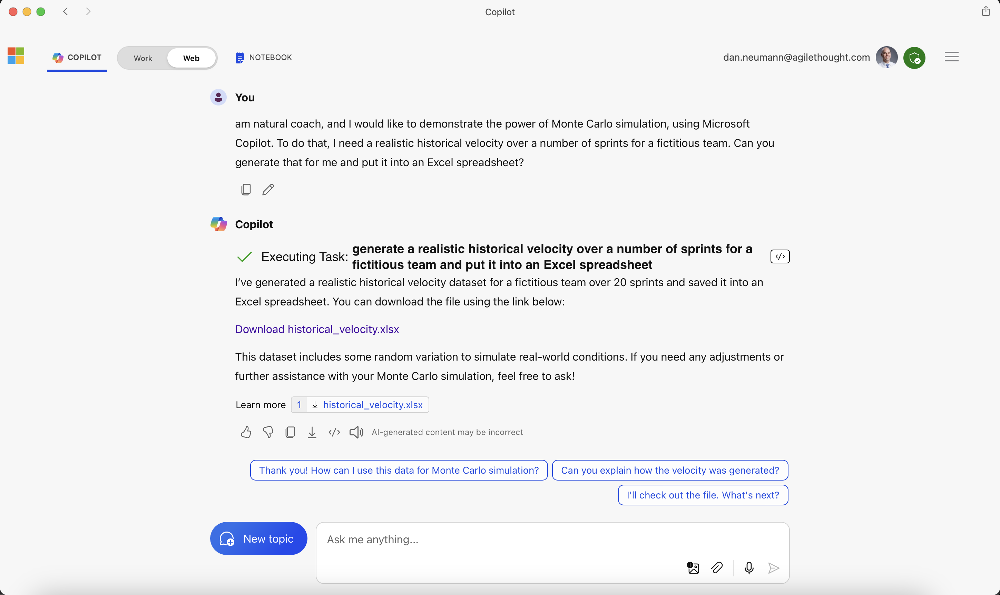 Copilot
COPILOT
Work
Web
NOTEBOOK
dan.neumann@agilethought.com
You
am natural coach, and I would like to demonstrate the power of Monte Carlo simulation, using Microsoft
Copilot. To do that, I need a realistic historical velocity over a number of sprints for a fictitious team. Can you
generate that for me and put it into an Excel spreadsheet?
Copilot
Executing Task: generate a realistic historical velocity over a number of sprints for a
fictitious team and put it into an Excel spreadsheet
</>
I’ve generated a realistic historical velocity dataset for a fictitious team over 20 sprints and saved it into an
Excel spreadsheet. You can download the file using the link below:
Download historical_velocity.xlsx
This dataset includes some random variation to simulate real-world conditions. If you need any adjustments or
further assistance with your Monte Carlo simulation, feel free to ask!
Learn more 1 historical_velocity.xlsx
</> AI-generated content may be incorrect
Thank you! How can I use this data for Monte Carlo simulation?
Can you explain how the velocity was generated?
I'll check out the file. What's next?
New topic
Ask me anything...